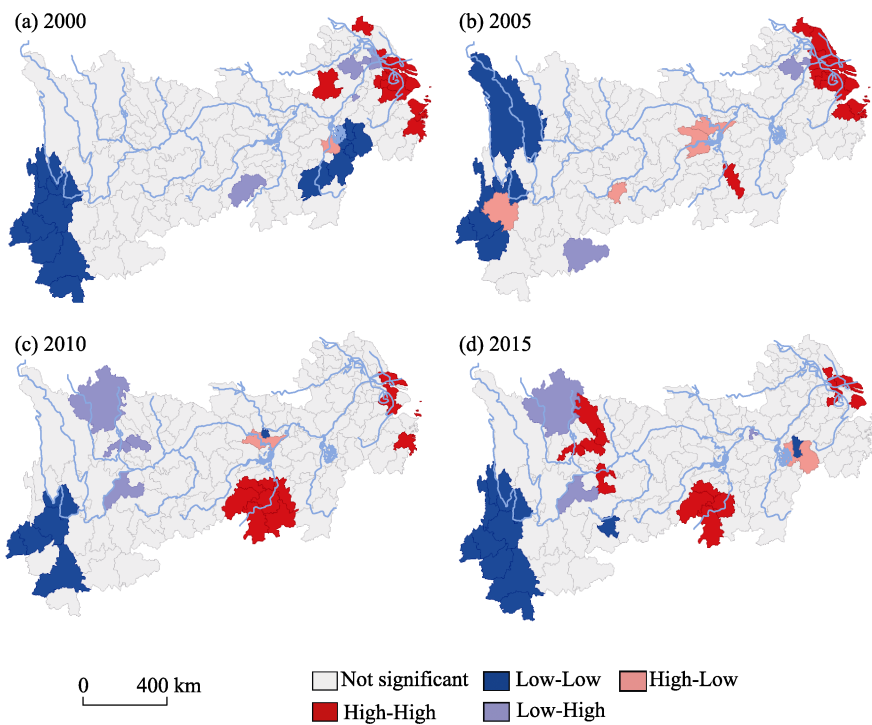 (a) 2000
(b) 2005
(c) 2010
(d) 2015
0 400 km
Not significant Low-Low High-Low
High-High Low-High